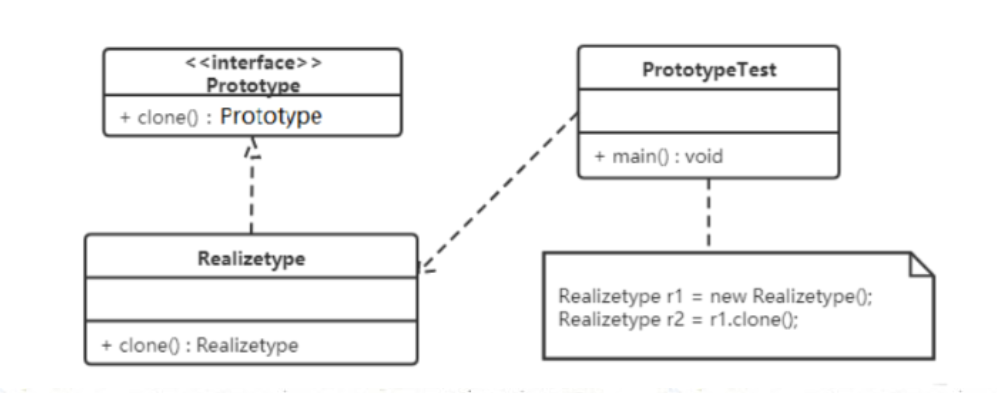 <<interface>>
Prototype
+ clone() : Prototype
PrototypeTest
+ main() : void
Realizetype
+ clone() : Realizetype
Realizetype r1 = new Realizetype();
Realizetype r2 = r1.clone();